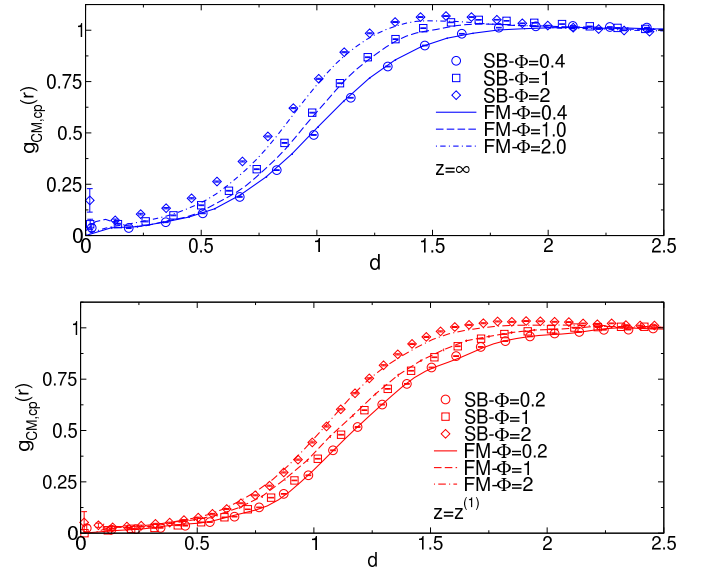 1
0.75
0.5
0.25
0
g_CM,cp(r)
SB-Φ=0.4
SB-Φ=1
SB-Φ=2
FM-Φ=0.4
FM-Φ=1.0
FM-Φ=2.0
z=∞
0 0.5 1 1.5 2 2.5
d
1
0.75
0.5
0.25
0
g_CM,cp(r)
SB-Φ=0.2
SB-Φ=1
SB-Φ=2
FM-Φ=0.2
FM-Φ=1
FM-Φ=2
z=z^(1)
0 0.5 1 1.5 2 2.5
d